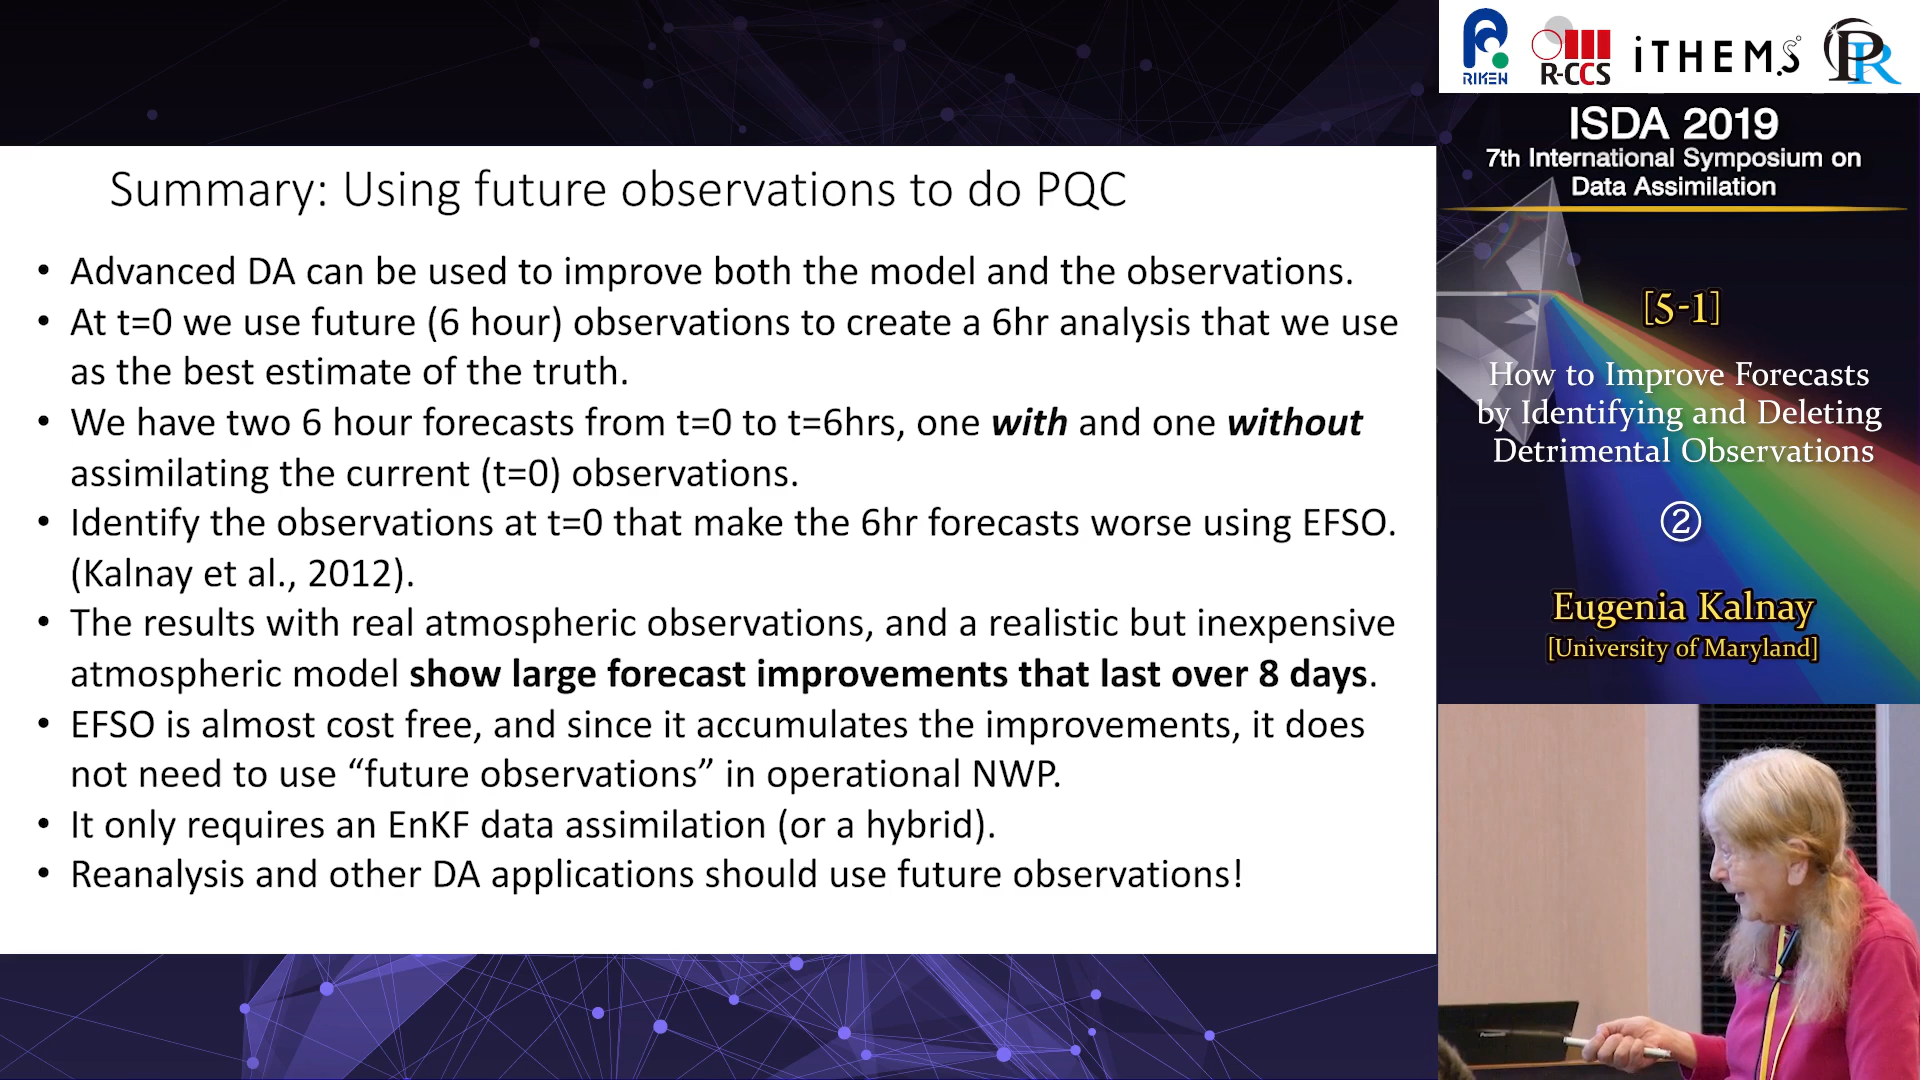 Summary: Using future observations to do PQC
• Advanced DA can be used to improve both the model and the observations.
• At t=0 we use future (6 hour) observations to create a 6hr analysis that we use
as the best estimate of the truth.
• We have two 6 hour forecasts from t=0 to t=6hrs, one with and one without
assimilating the current (t=0) observations.
• Identify the observations at t=0 that make the 6hr forecasts worse using EFSO.
(Kalnay et al., 2012).
• The results with real atmospheric observations, and a realistic but inexpensive
atmospheric model show large forecast improvements that last over 8 days.
• EFSO is almost cost free, and since it accumulates the improvements, it does
not need to use “future observations” in operational NWP.
• It only requires an EnKF data assimilation (or a hybrid).
• Reanalysis and other DA applications should use future observations!
RIKEN
R-CCS
iTHEMS
PR
ISDA 2019
7th International Symposium on
Data Assimilation
[5-1]
How to Improve Forecasts
by Identifying and Deleting
Detrimental Observations
②
Eugenia Kalnay
[University of Maryland]